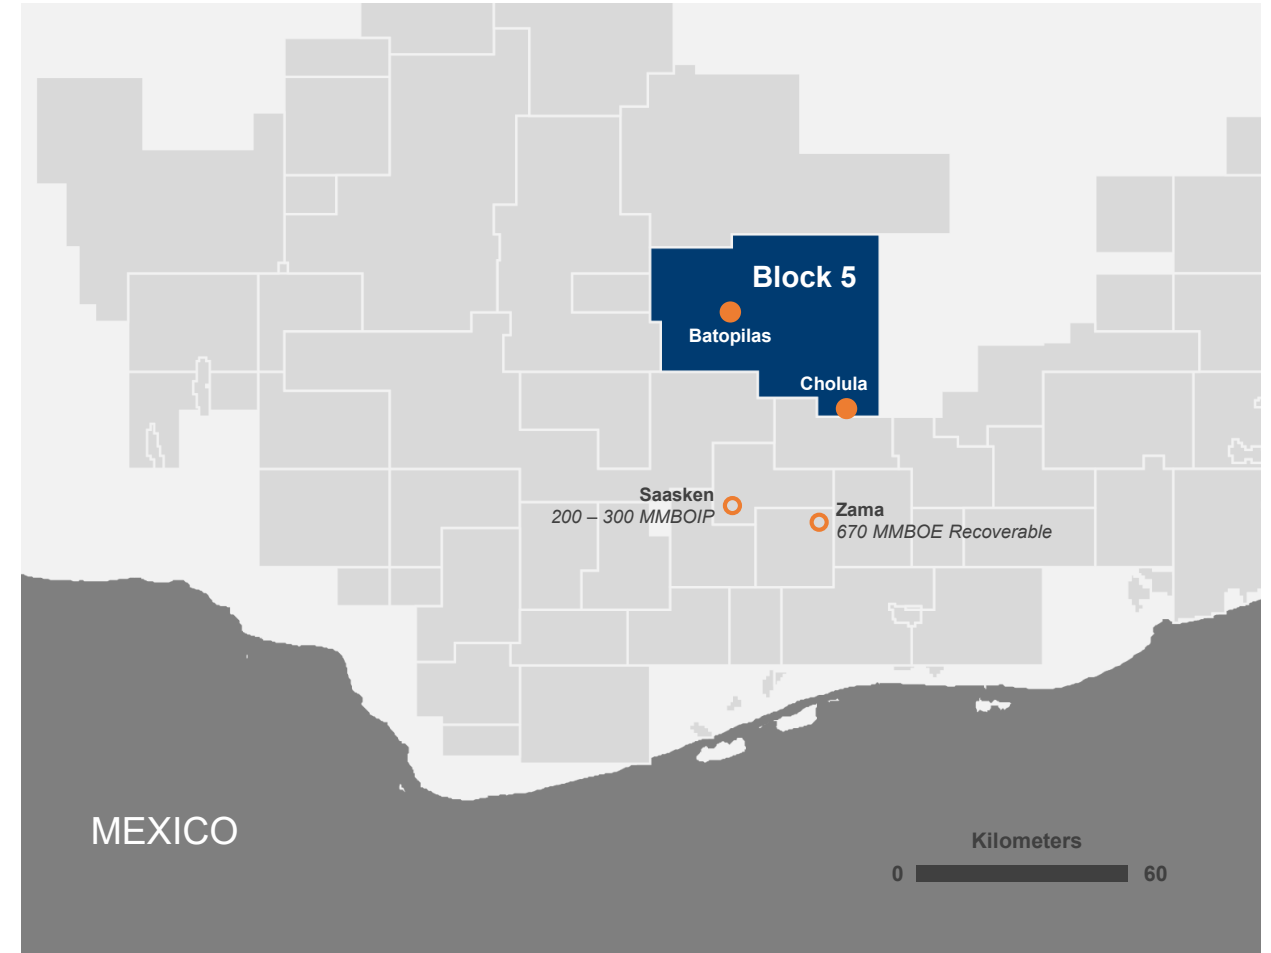 Block 5
Batopilas
Cholula
Saasken
200 – 300 MMBOIP
Zama
670 MMBOE Recoverable
MEXICO
Kilometers
0 60